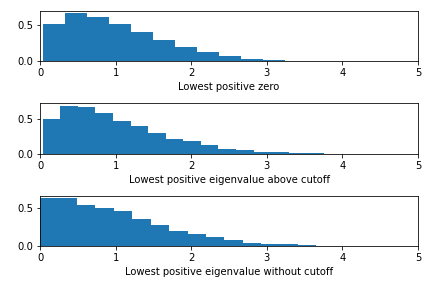 0.5
0.0
0 1 2 3 4 5
Lowest positive zero
0.5
0.0
0 1 2 3 4 5
Lowest positive eigenvalue above cutoff
0.5
0.0
0 1 2 3 4 5
Lowest positive eigenvalue without cutoff